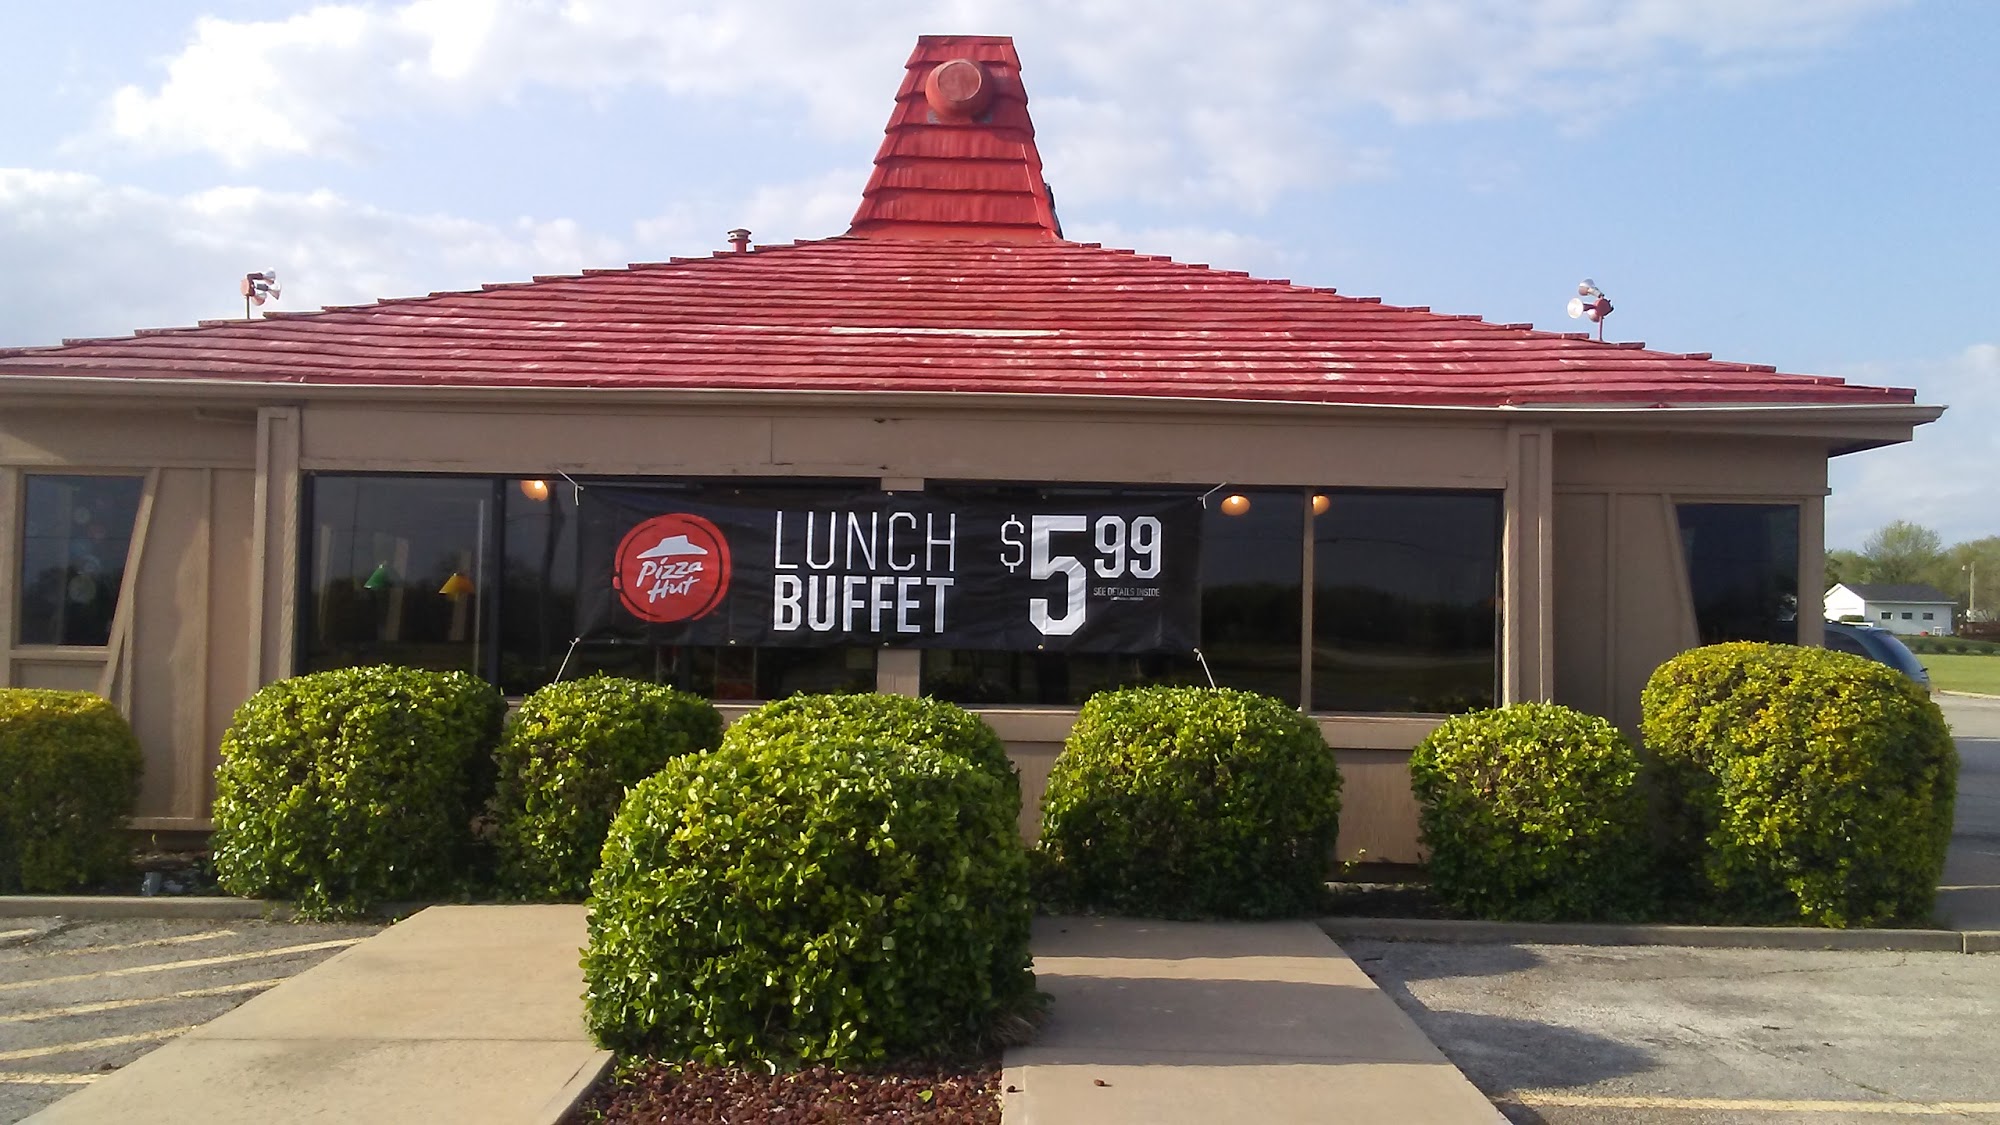 Pizza
Hut
LUNCH
BUFFET
$5 99
SEE DETAILS INSIDE